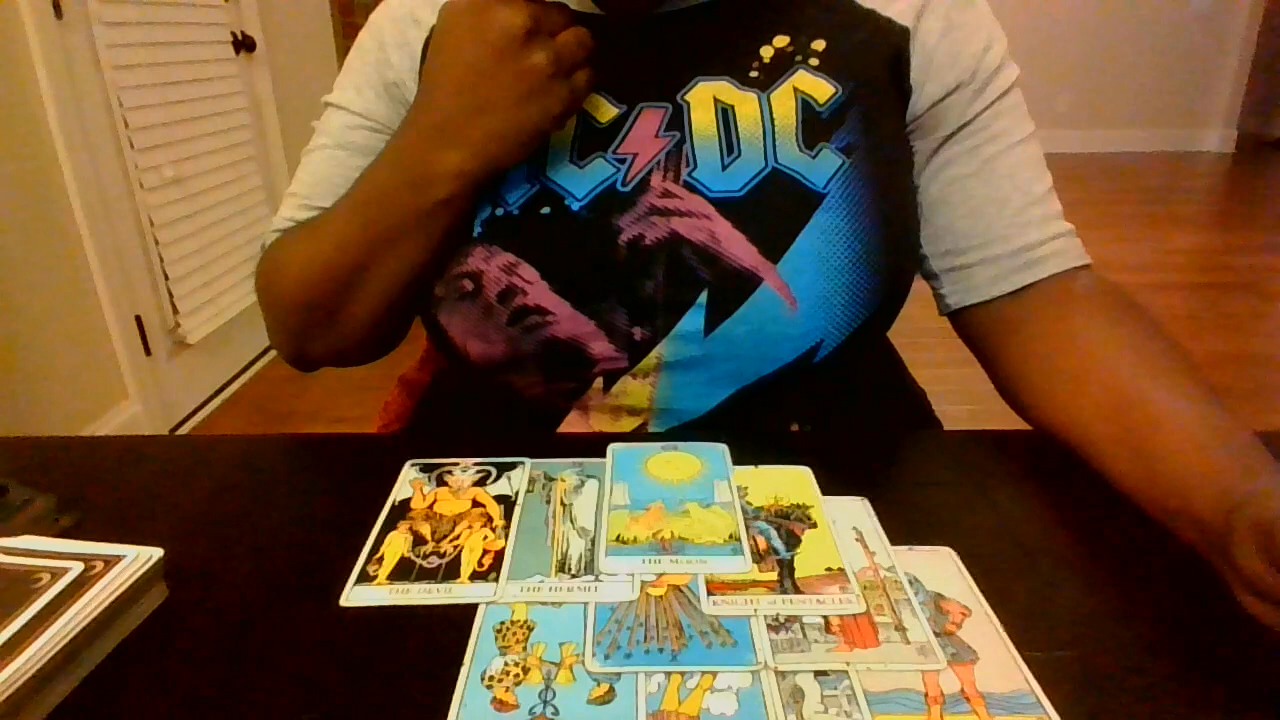 AC DC
THE DEVIL
THE HERMIT
THE MOON
KNIGHT of PENTACLES